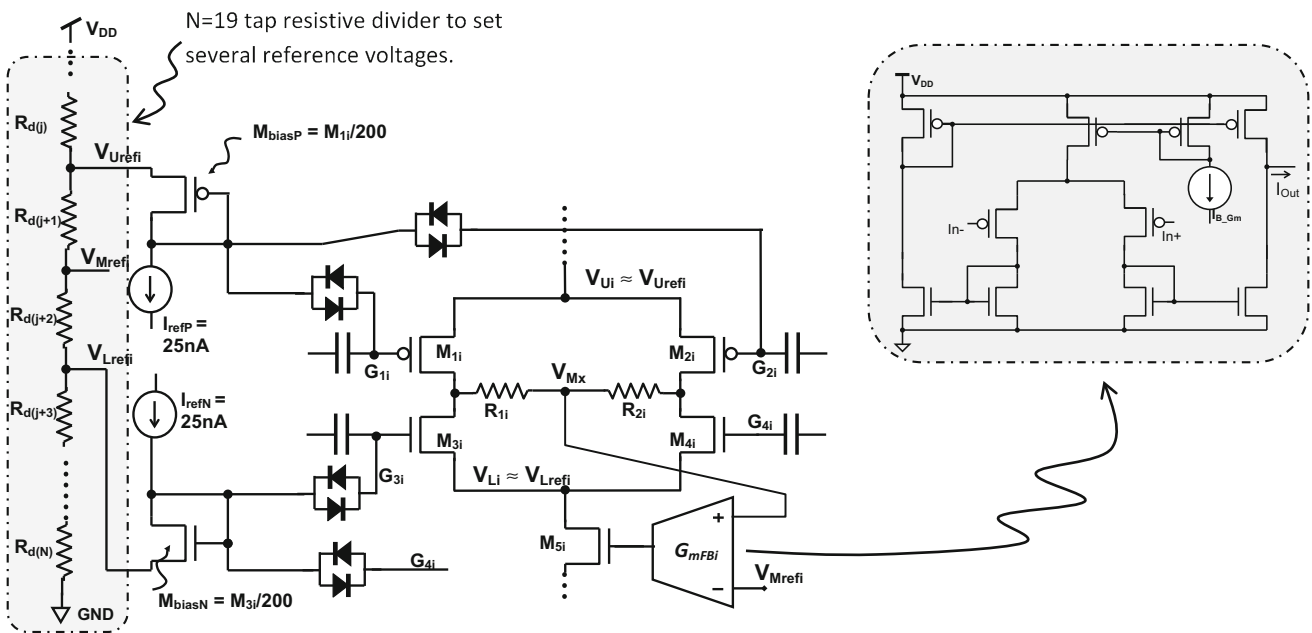 N=19 tap resistive divider to set
several reference voltages.
VDD
Rd(j)
VUrefi
Rd(j+1)
VMrefi
Rd(j+2)
VLrefi
Rd(j+3)
Rd(N)
GND
MbiasP = M1i/200
IrefP =
25nA
IrefN =
25nA
MbiasN = M3i/200
VUi ≈ VUrefi
M1i
M2i
G1i
G2i
VMx
R1i
R2i
M3i
M4i
G3i
G4i
VLi ≈ VLrefi
M5i
+
GmFBi
−
VMrefi
G4i
VDD
IOut
IB_Gm
In-
In+